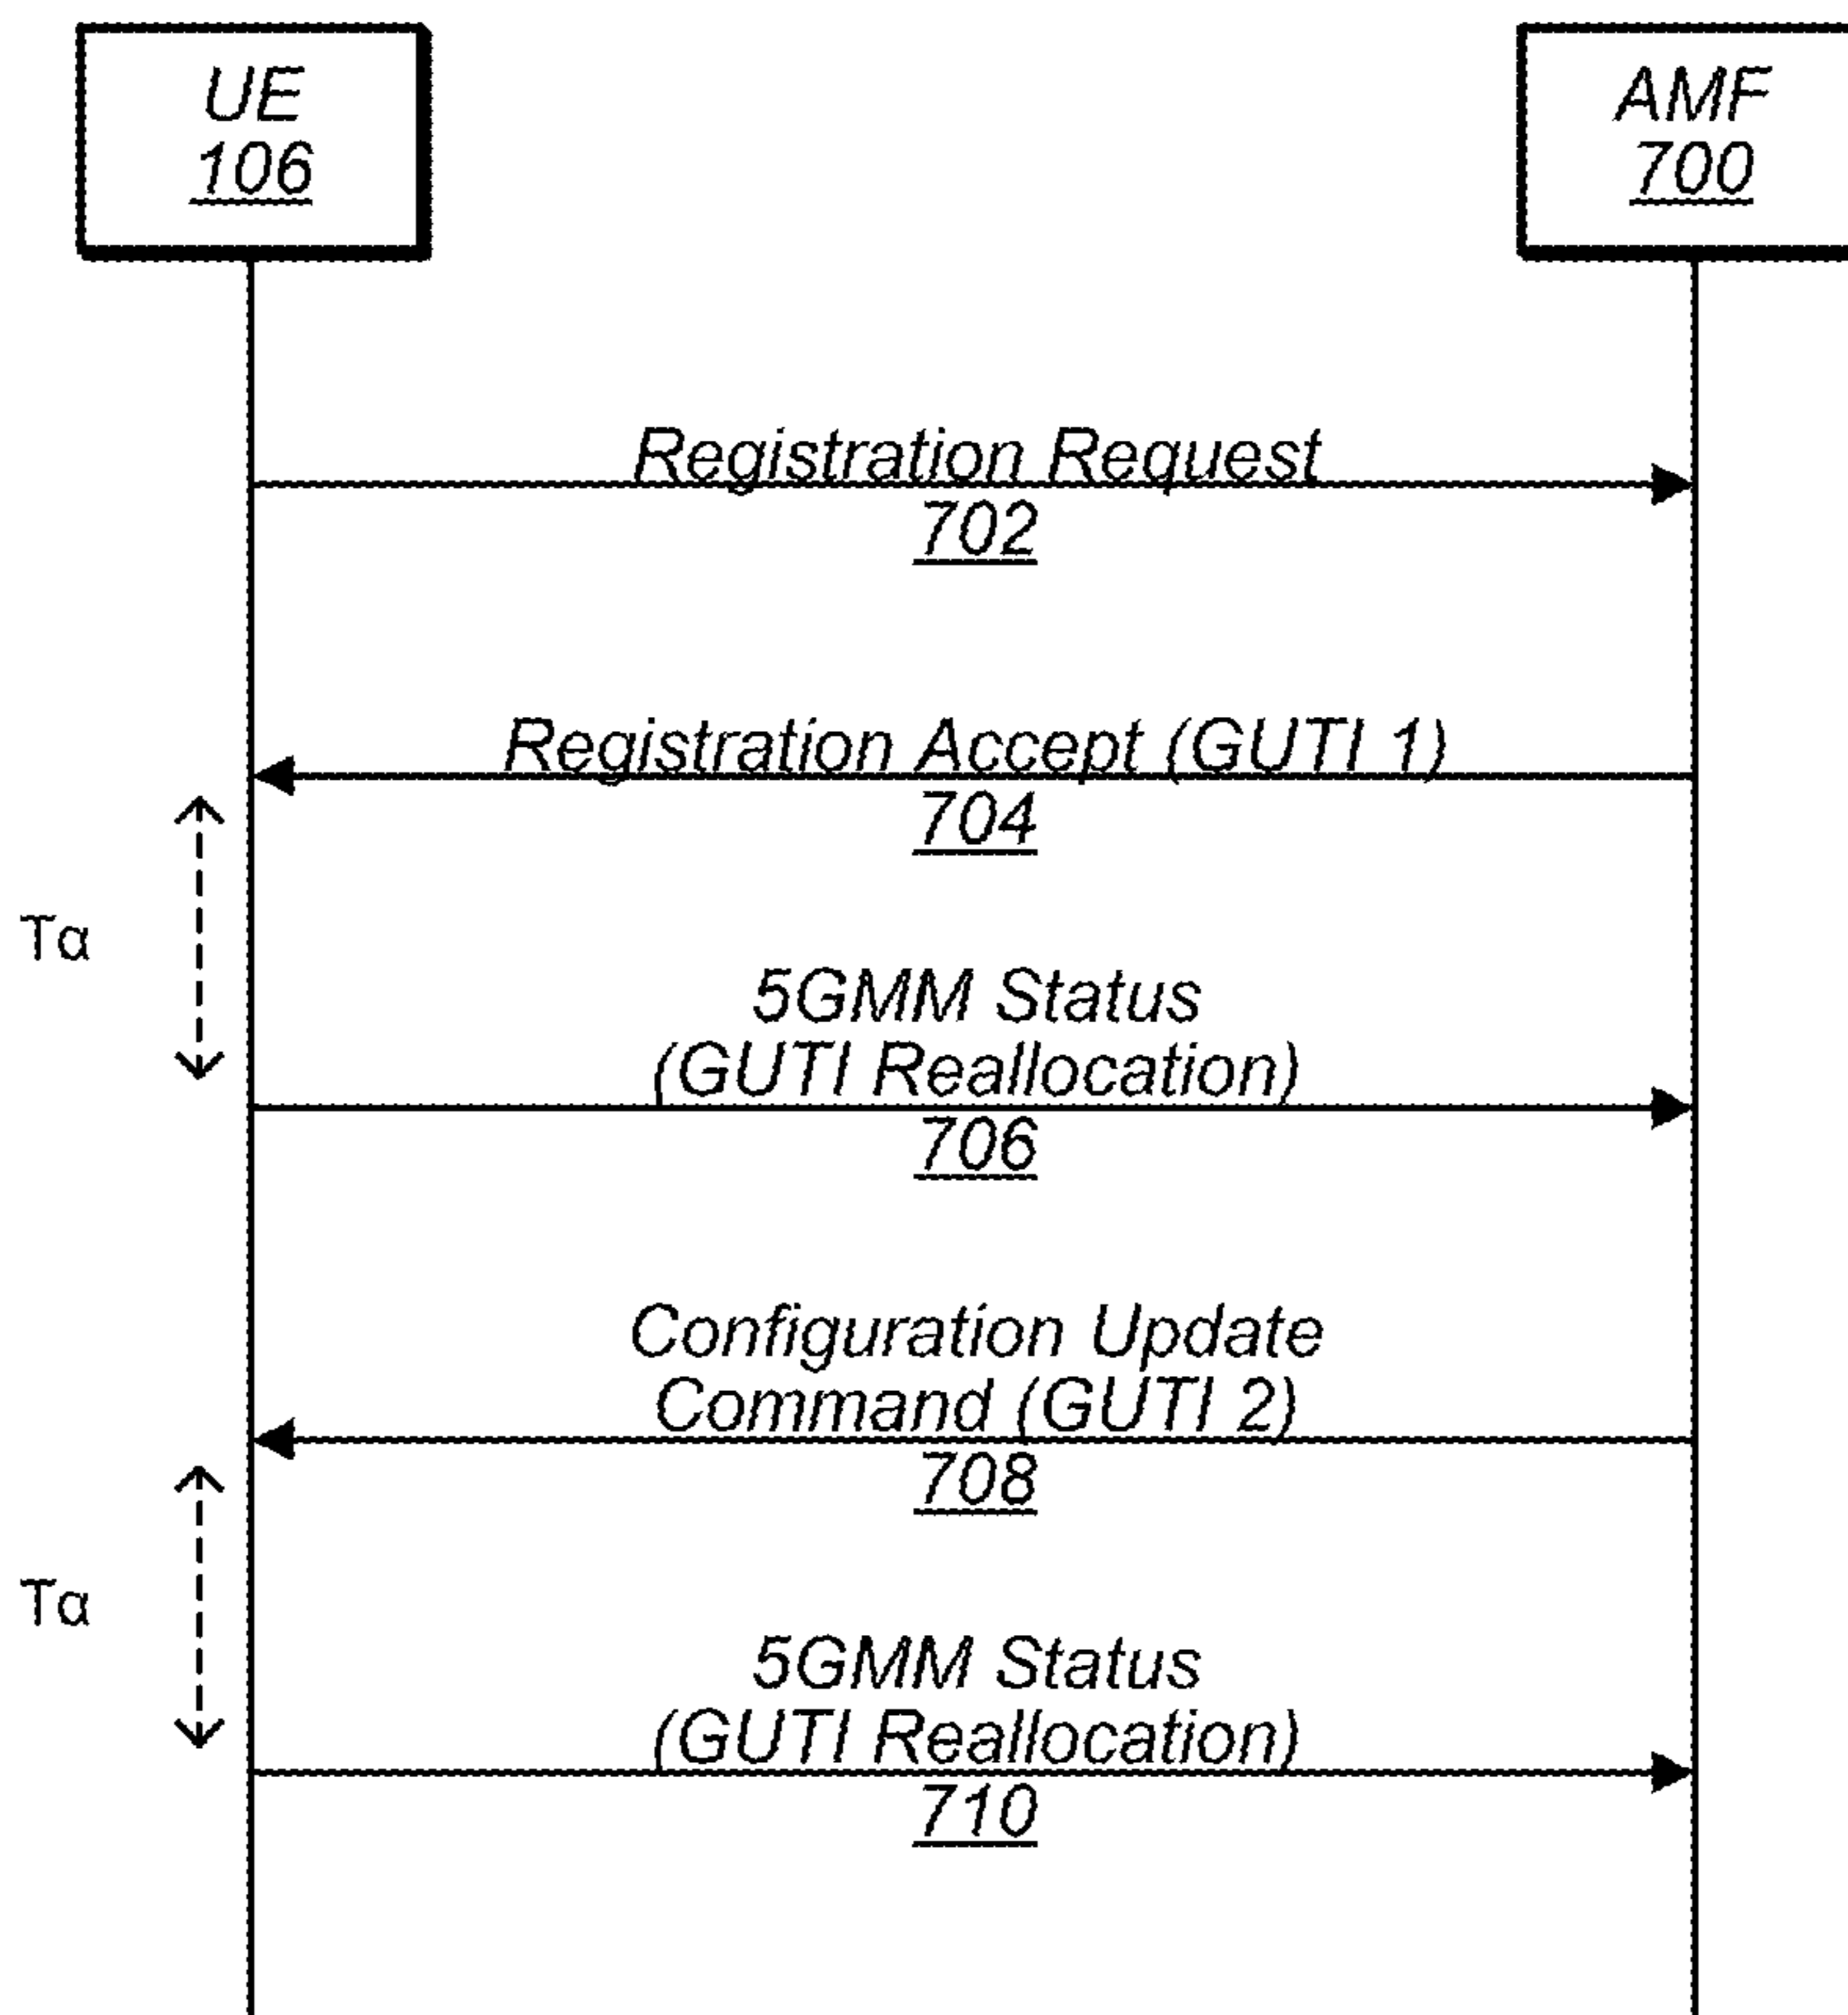 UE
106
AMF
700
Registration Request
702
Registration Accept (GUTI 1)
704
Tα
5GMM Status
(GUTI Reallocation)
706
Configuration Update
Command (GUTI 2)
708
Tα
5GMM Status
(GUTI Reallocation)
710